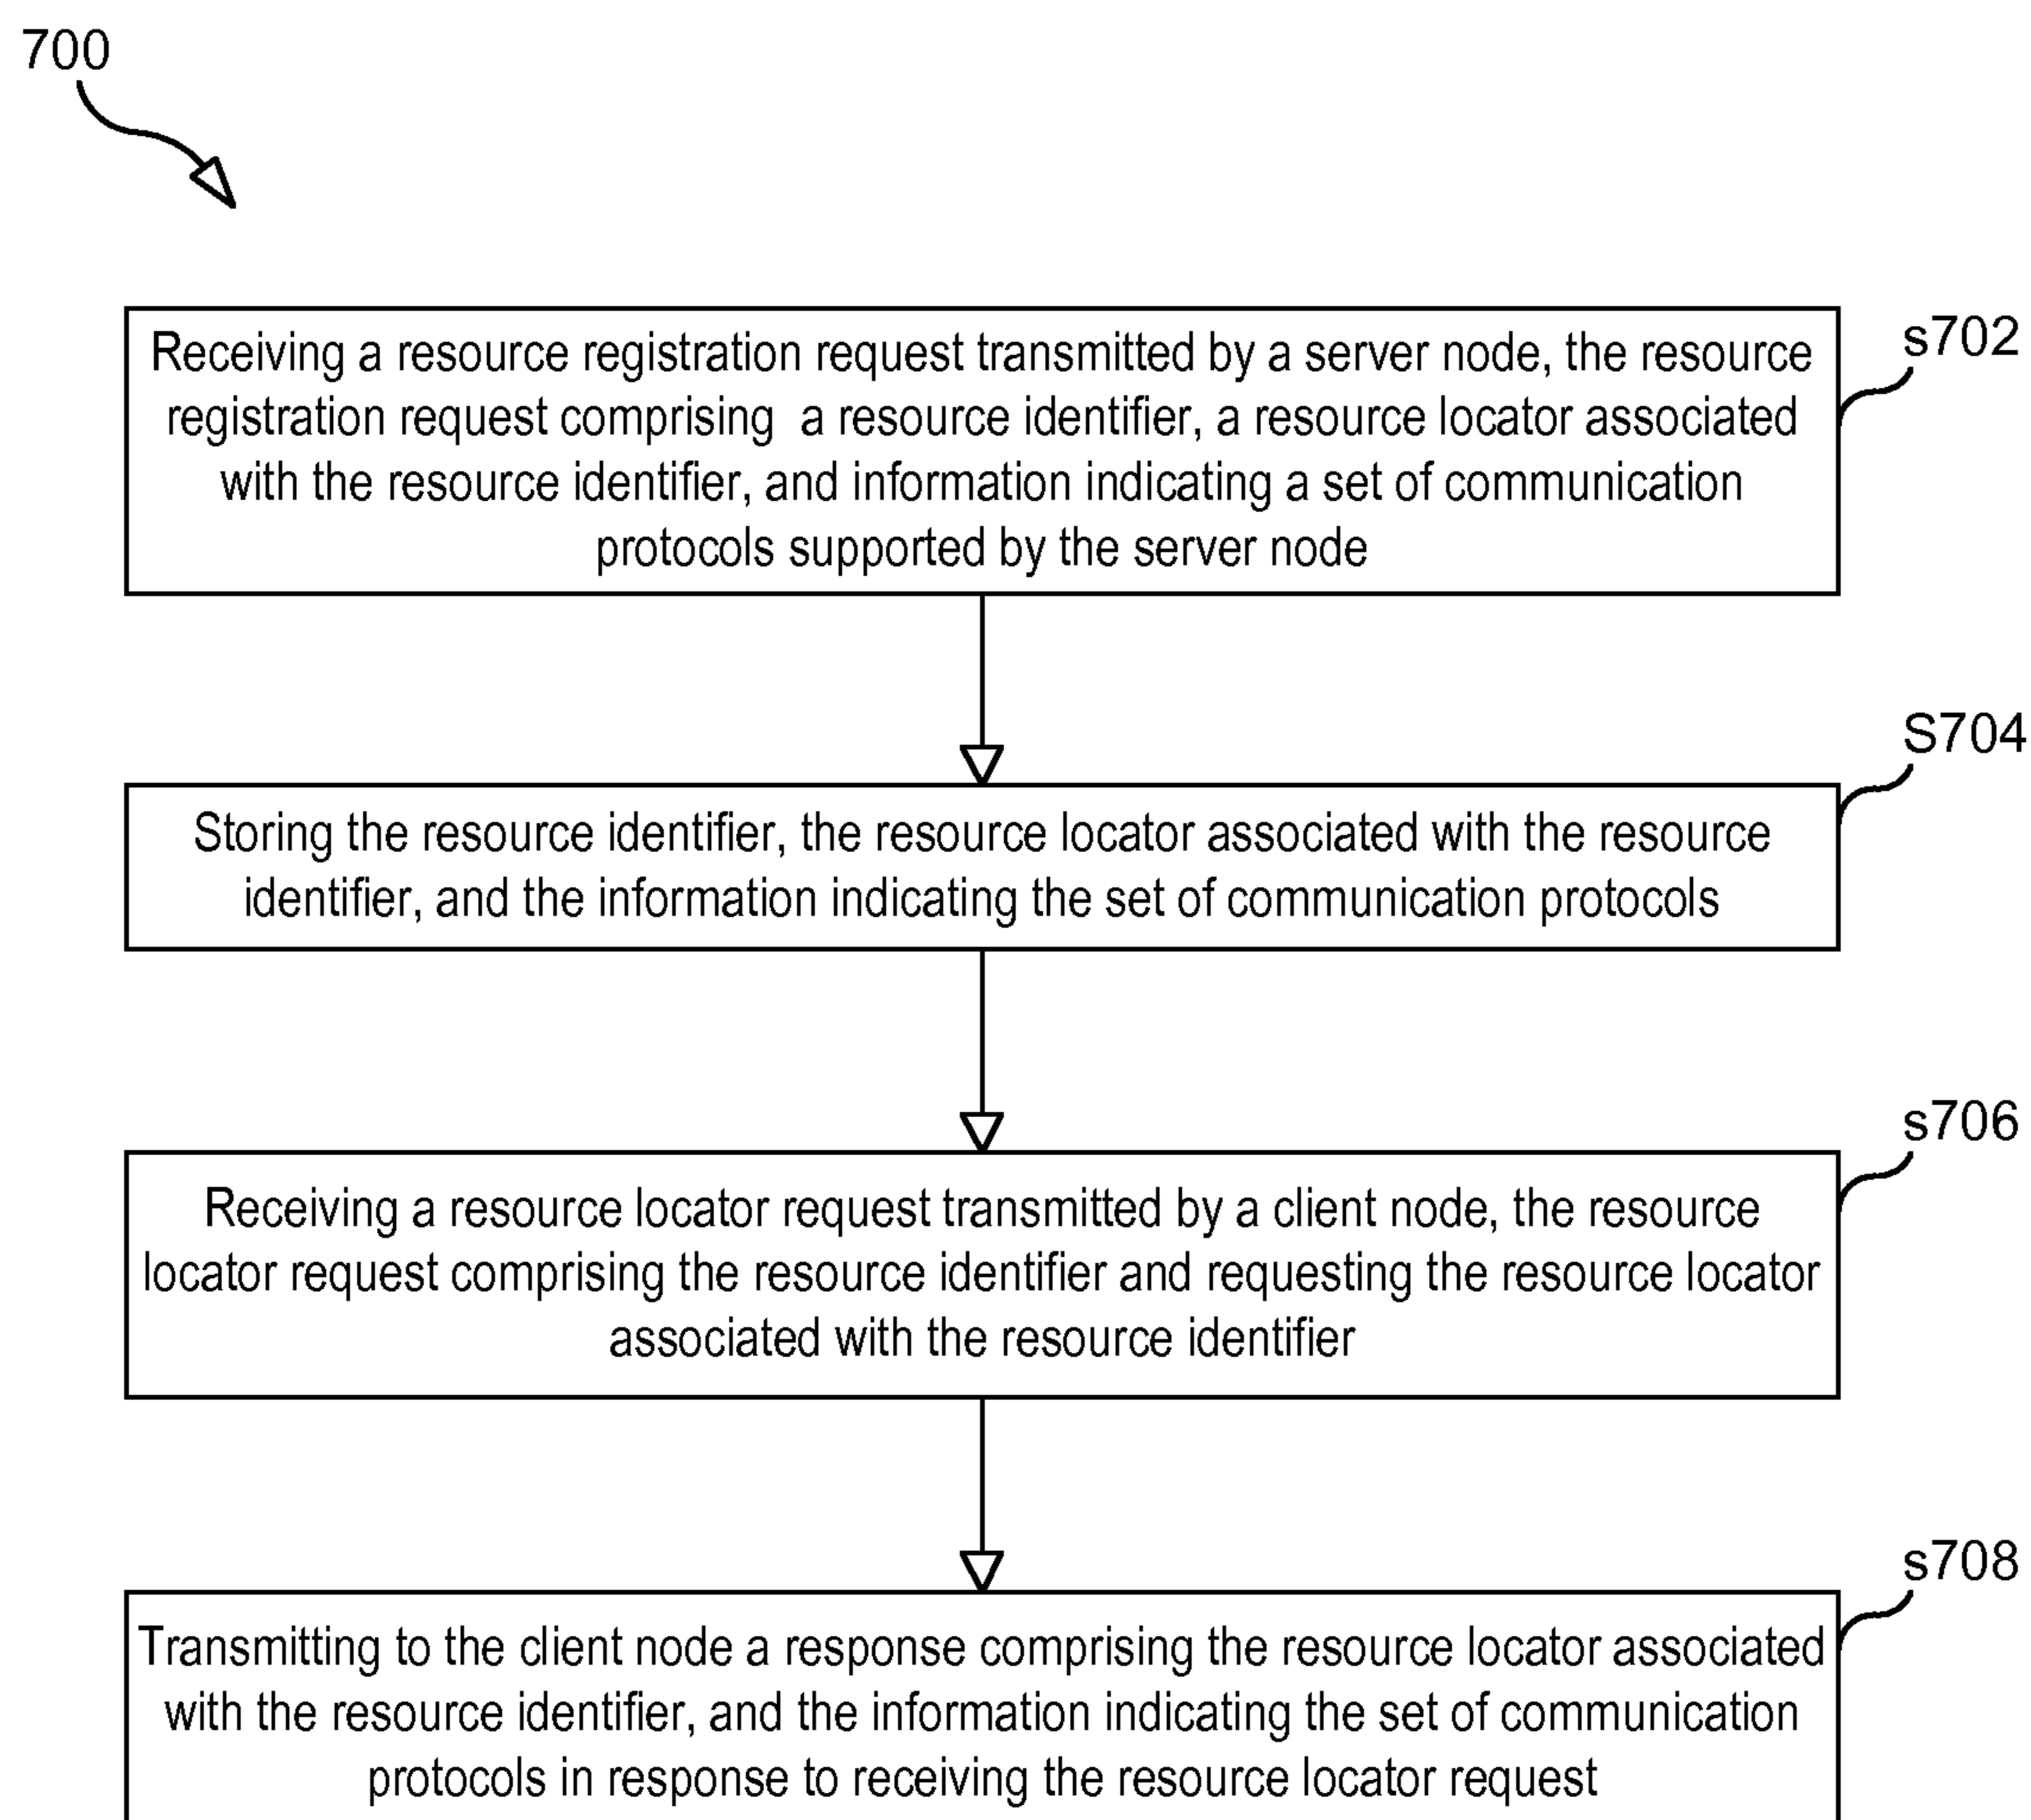 700
s702
Receiving a resource registration request transmitted by a server node, the resource
registration request comprising a resource identifier, a resource locator associated
with the resource identifier, and information indicating a set of communication
protocols supported by the server node
S704
Storing the resource identifier, the resource locator associated with the resource
identifier, and the information indicating the set of communication protocols
s706
Receiving a resource locator request transmitted by a client node, the resource
locator request comprising the resource identifier and requesting the resource locator
associated with the resource identifier
s708
Transmitting to the client node a response comprising the resource locator associated
with the resource identifier, and the information indicating the set of communication
protocols in response to receiving the resource locator request